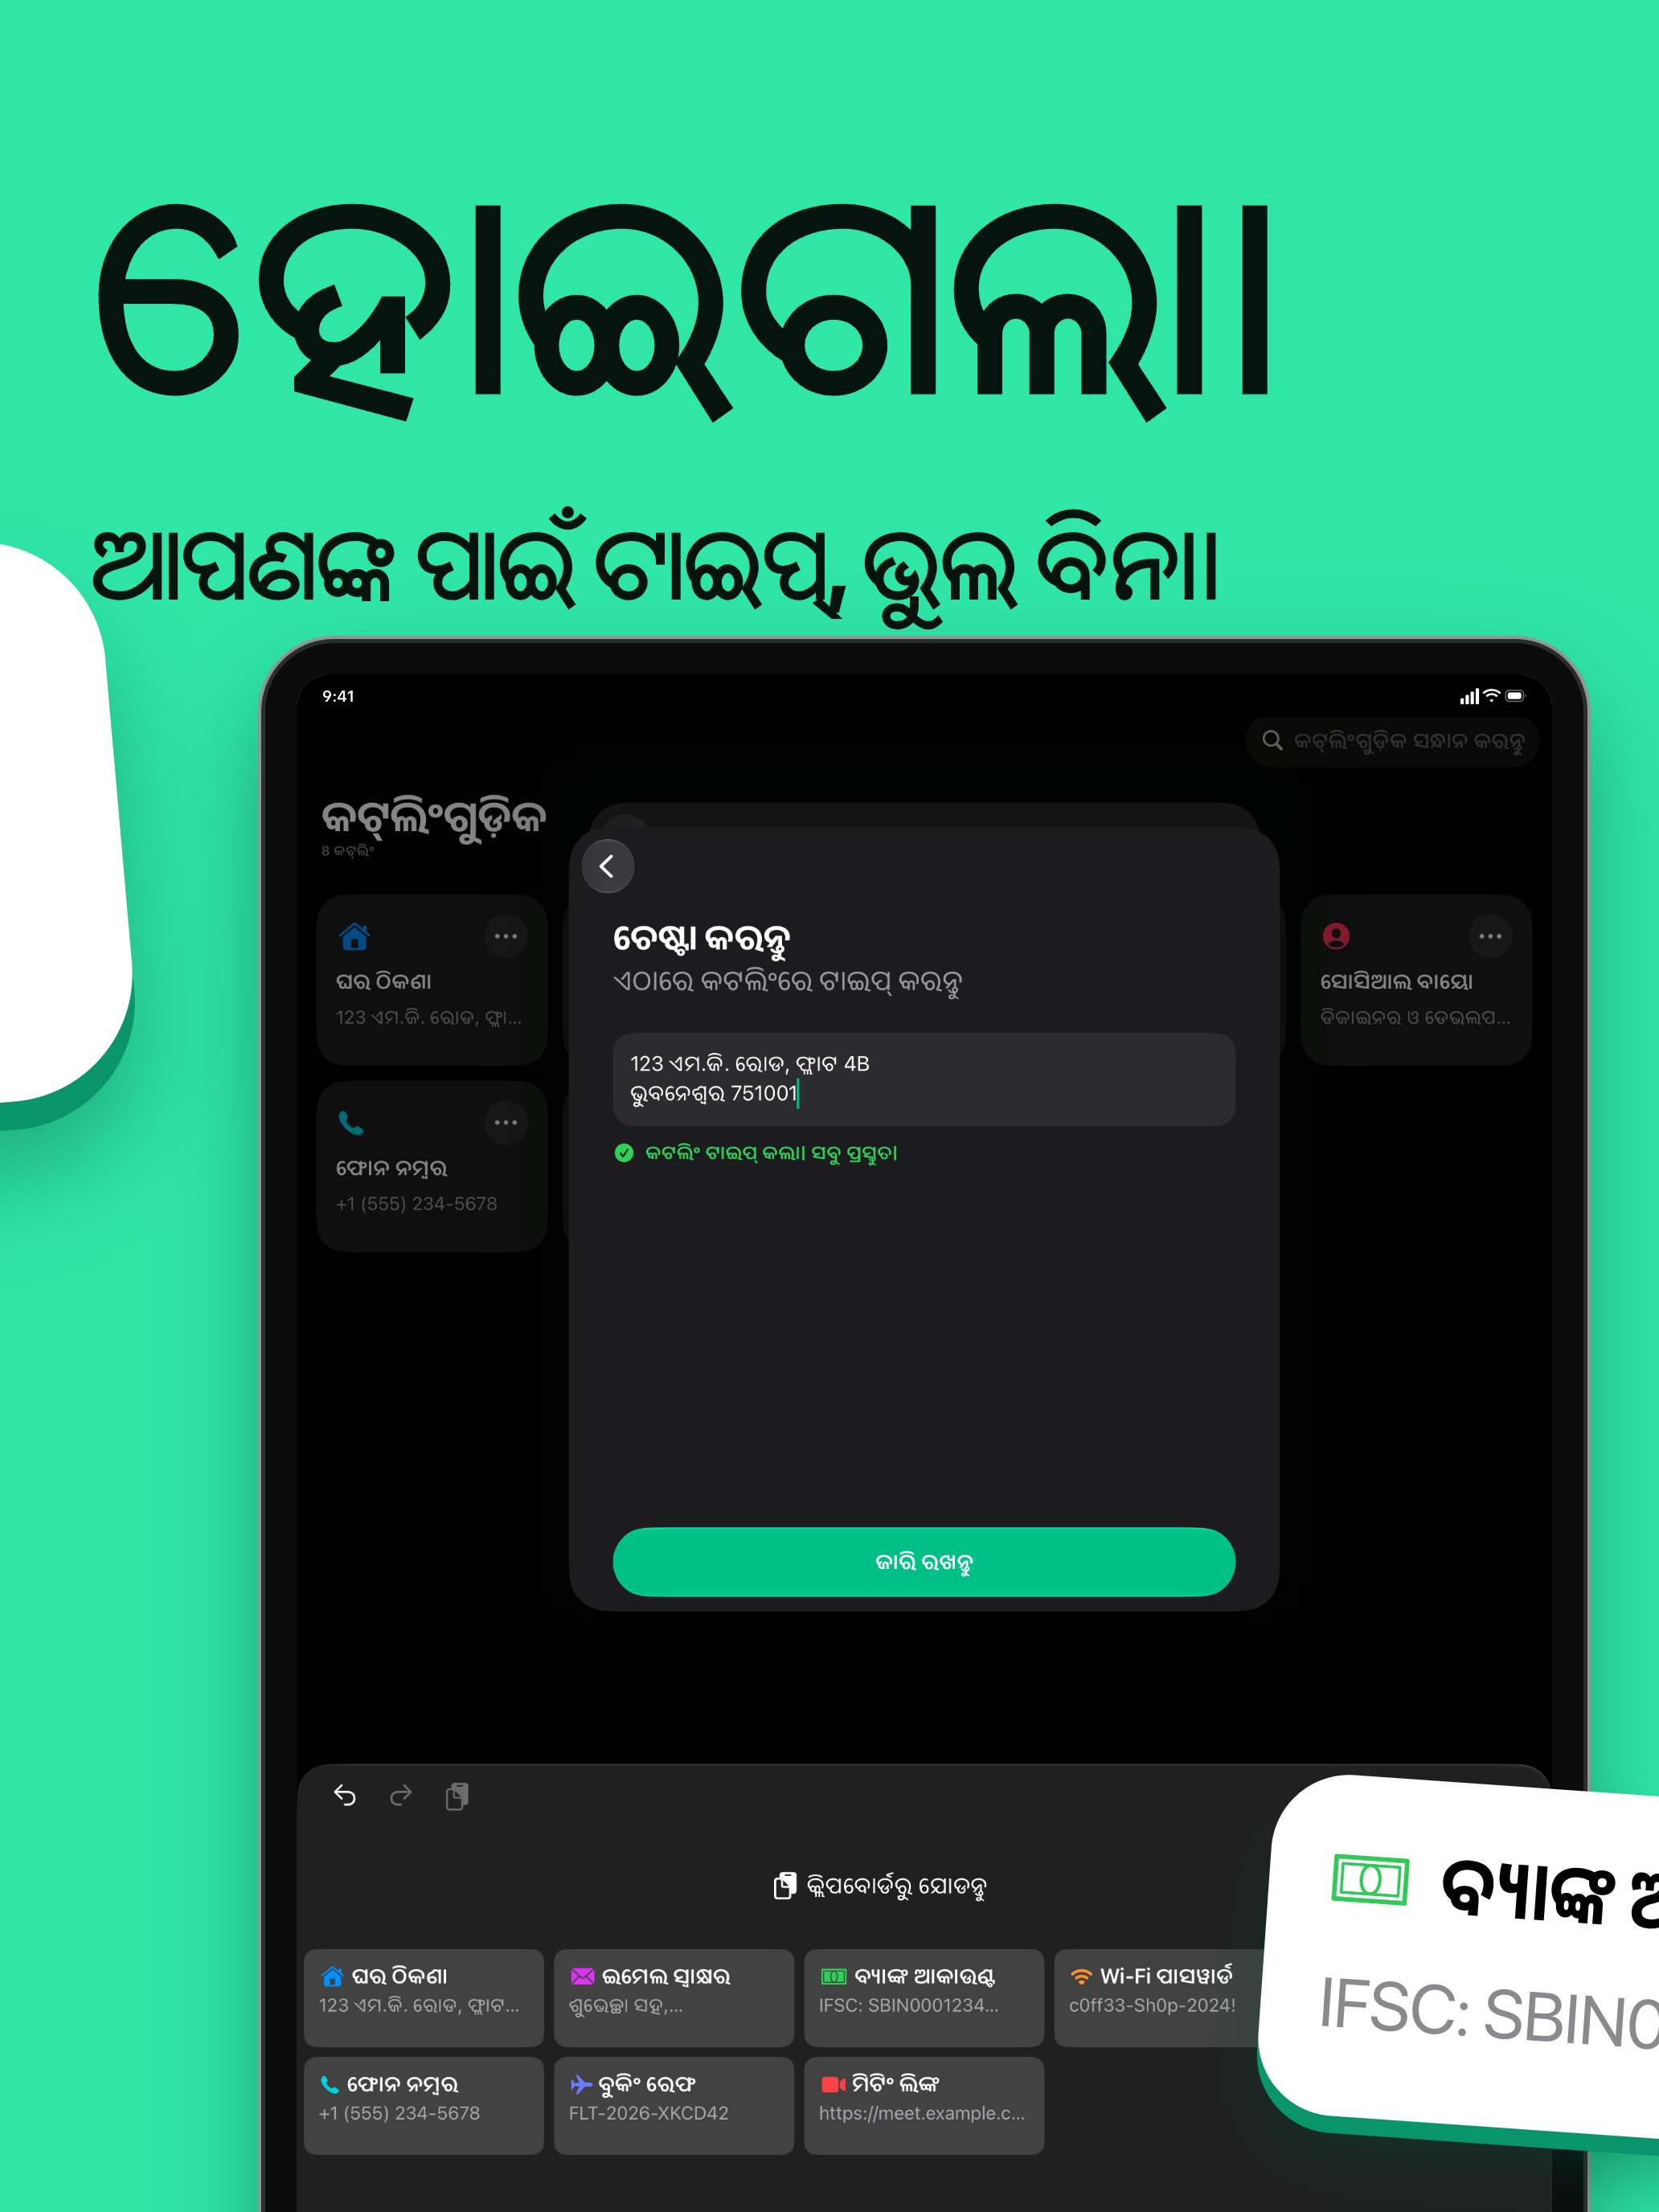 ହୋଇଗଲା।
ଆପଣଙ୍କ ପାଇଁ ଟାଇପ୍, ଭୁଲ୍ ବିନା।
9:41
କଟ୍‌ଲିଂଗୁଡ଼ିକ ସନ୍ଧାନ କରନ୍ତୁ
କଟ୍‌ଲିଂଗୁଡ଼ିକ
8 କଟ୍‌ଲିଂ
ଘର ଠିକଣା
123 ଏମ.ଜି. ରୋଡ, ଫ୍ଲା...
ସୋସିଆଲ ବାୟୋ
ଡିଜାଇନର ଓ ଡେଭଲପ...
ଫୋନ ନମ୍ବର
+1 (555) 234-5678
ଚେଷ୍ଟା କରନ୍ତୁ
ଏଠାରେ କଟଲିଂରେ ଟାଇପ୍ କରନ୍ତୁ
123 ଏମ.ଜି. ରୋଡ, ଫ୍ଲାଟ 4B
ଭୁବନେଶ୍ୱର 751001
କଟଲିଂ ଟାଇପ୍ କଲା। ସବୁ ପ୍ରସ୍ତୁତ।
ଜାରି ରଖନ୍ତୁ
କ୍ଲିପବୋର୍ଡରୁ ଯୋଡନ୍ତୁ
ଘର ଠିକଣା
123 ଏମ.ଜି. ରୋଡ, ଫ୍ଲାଟ...
ଇମେଲ ସ୍ୱାକ୍ଷର
ଶୁଭେଚ୍ଛା ସହ,...
ବ୍ୟାଙ୍କ ଆକାଉଣ୍ଟ
IFSC: SBIN0001234...
Wi-Fi ପାସୱାର୍ଡ
c0ff33-Sh0p-2024!
ଫୋନ ନମ୍ବର
+1 (555) 234-5678
ବୁକିଂ ରେଫ
FLT-2026-XKCD42
ମିଟିଂ ଲିଙ୍କ
https://meet.example.c...
ବ୍ୟାଙ୍କ
IFSC: SBIN0